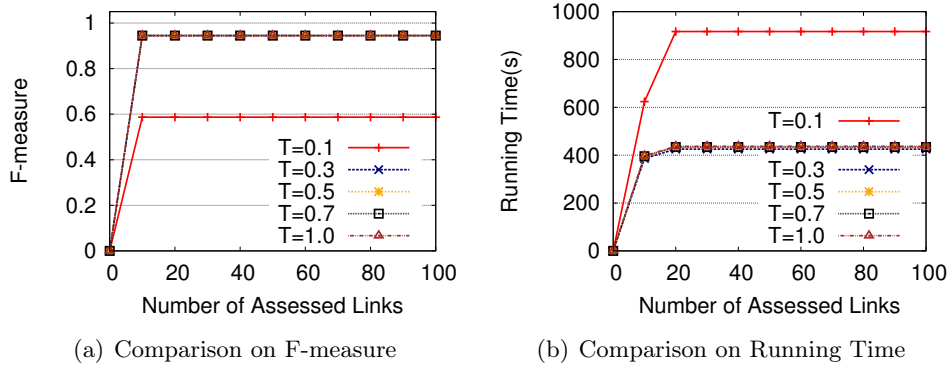 1
0.8
0.6
0.4
0.2
0
0 20 40 60 80 100
F-measure
Number of Assessed Links
T=0.1
T=0.3
T=0.5
T=0.7
T=1.0
(a) Comparison on F-measure
1000
800
600
400
200
0
0 20 40 60 80 100
Running Time(s)
Number of Assessed Links
T=0.1
T=0.3
T=0.5
T=0.7
T=1.0
(b) Comparison on Running Time